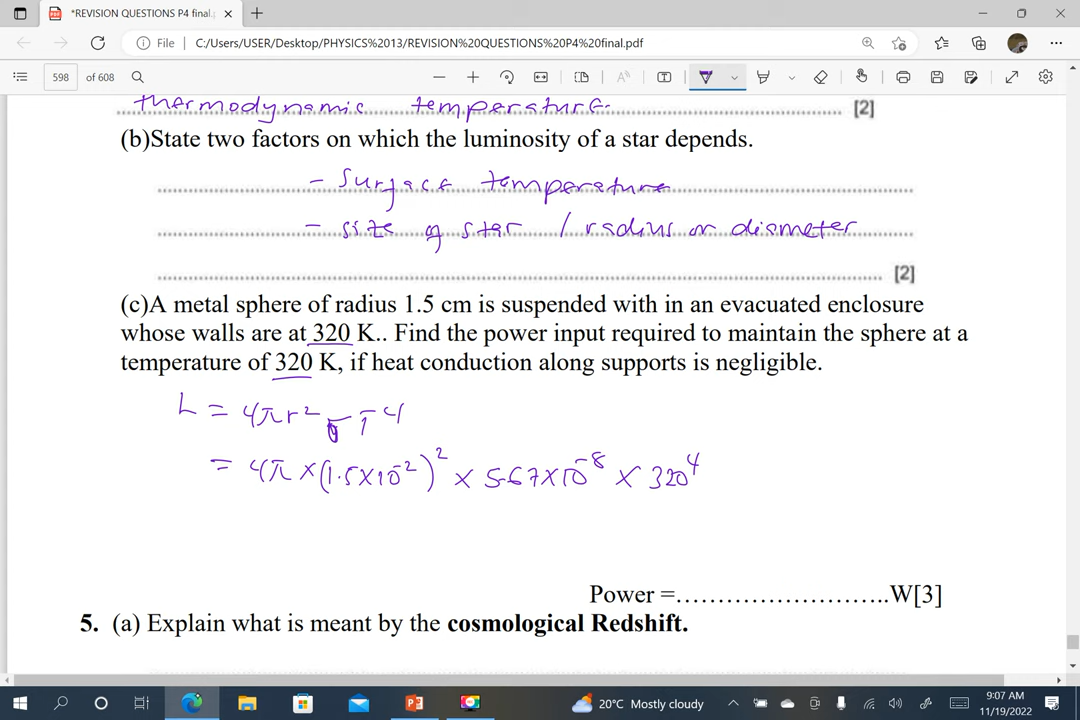 *REVISION QUESTIONS P4 final.p
File C:/Users/USER/Desktop/PHYSICS%2013/REVISION%20QUESTIONS%20P4%20final.pdf
598 of 608
thermodynamic temperature. [2]
(b)State two factors on which the luminosity of a star depends.
- surface temperature
- size of star / radius or diameter
[2]
(c)A metal sphere of radius 1.5 cm is suspended with in an evacuated enclosure
whose walls are at 320 K.. Find the power input required to maintain the sphere at a
temperature of 320 K, if heat conduction along supports is negligible.
L = 4πr² σ T⁴
= 4π × (1.5×10⁻²)² × 5.67×10⁻⁸ × 320⁴
Power =……………………..W[3]
5. (a) Explain what is meant by the cosmological Redshift.
20°C Mostly cloudy
9:07 AM
11/19/2022